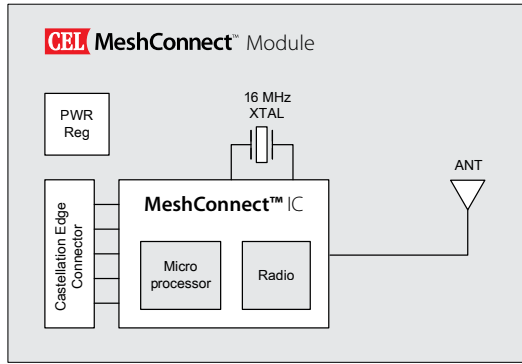 CEL MeshConnect™ Module
16 MHz
XTAL
PWR
Reg
ANT
Castellation Edge
Connector
MeshConnect™ IC
Micro
processor
Radio